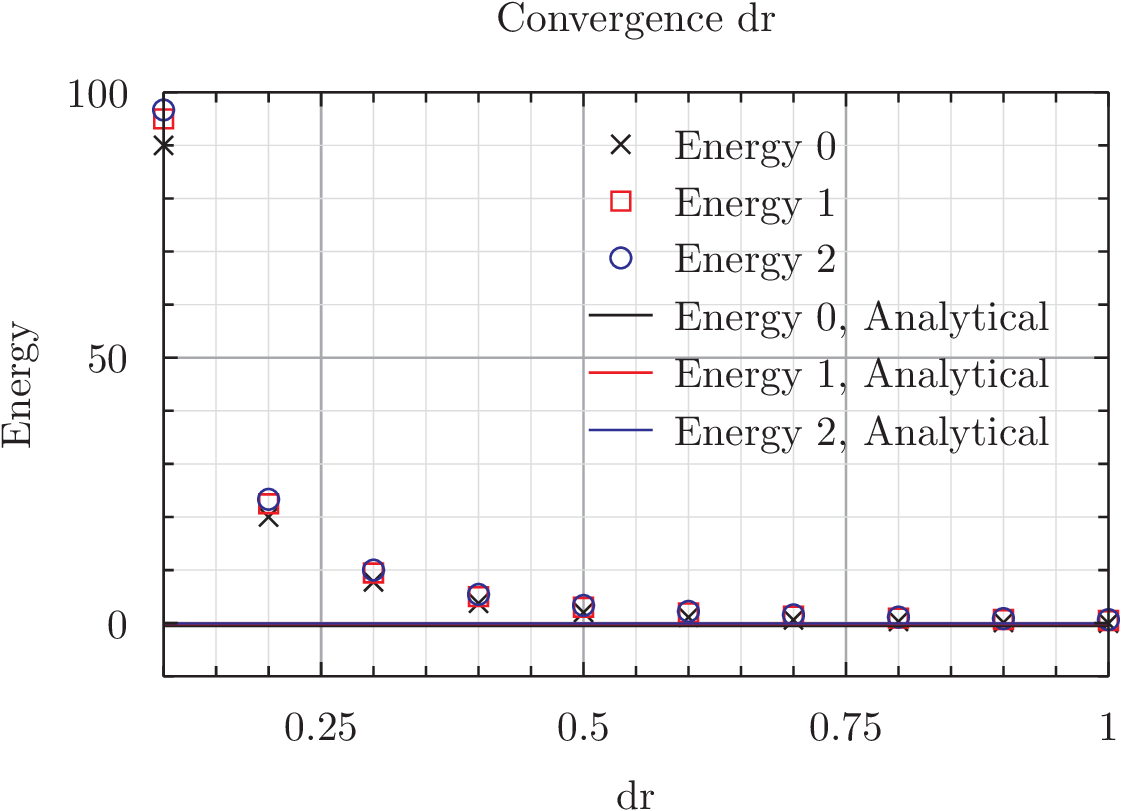 Convergence dr
100
50
0
Energy
Energy 0
Energy 1
Energy 2
Energy 0, Analytical
Energy 1, Analytical
Energy 2, Analytical
0.25 0.5 0.75 1
dr